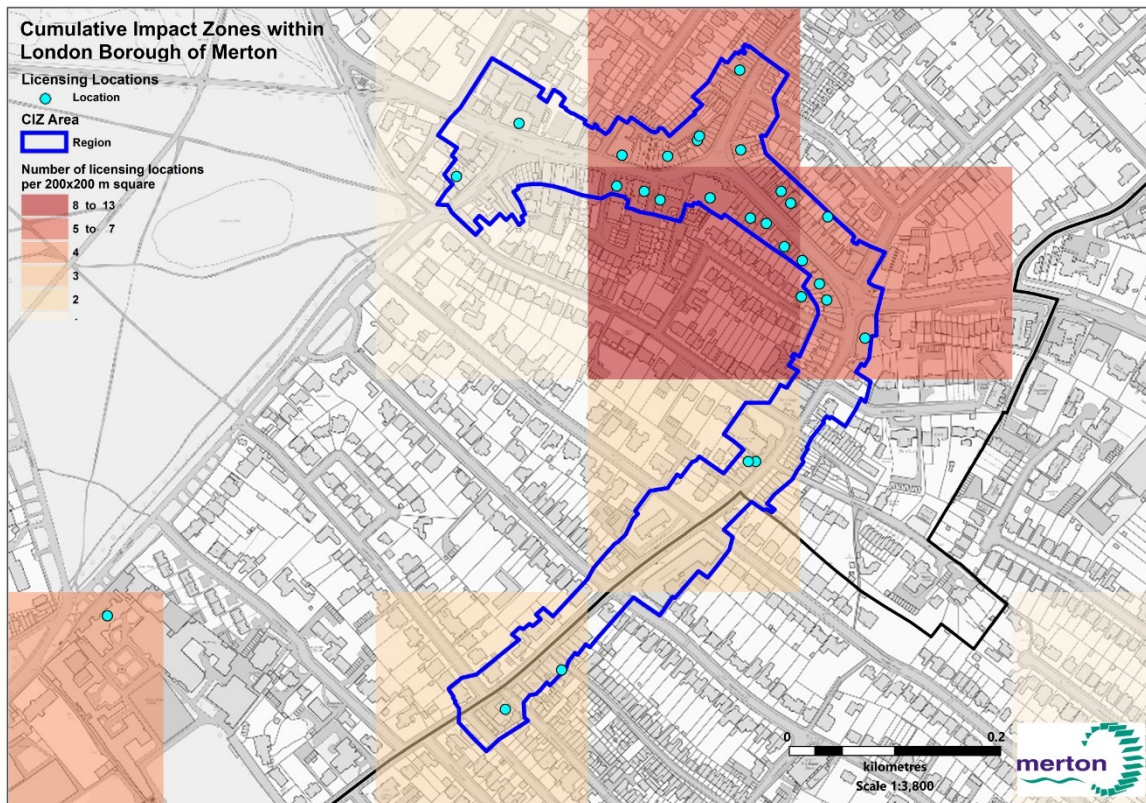 Cumulative Impact Zones within
London Borough of Merton
Licensing Locations
Location
CIZ Area
Region
Number of licensing locations
per 200x200 m square
8 to 13
5 to 7
4
3
2
.
0
0.2
kilometres
Scale 1:3,800
merton